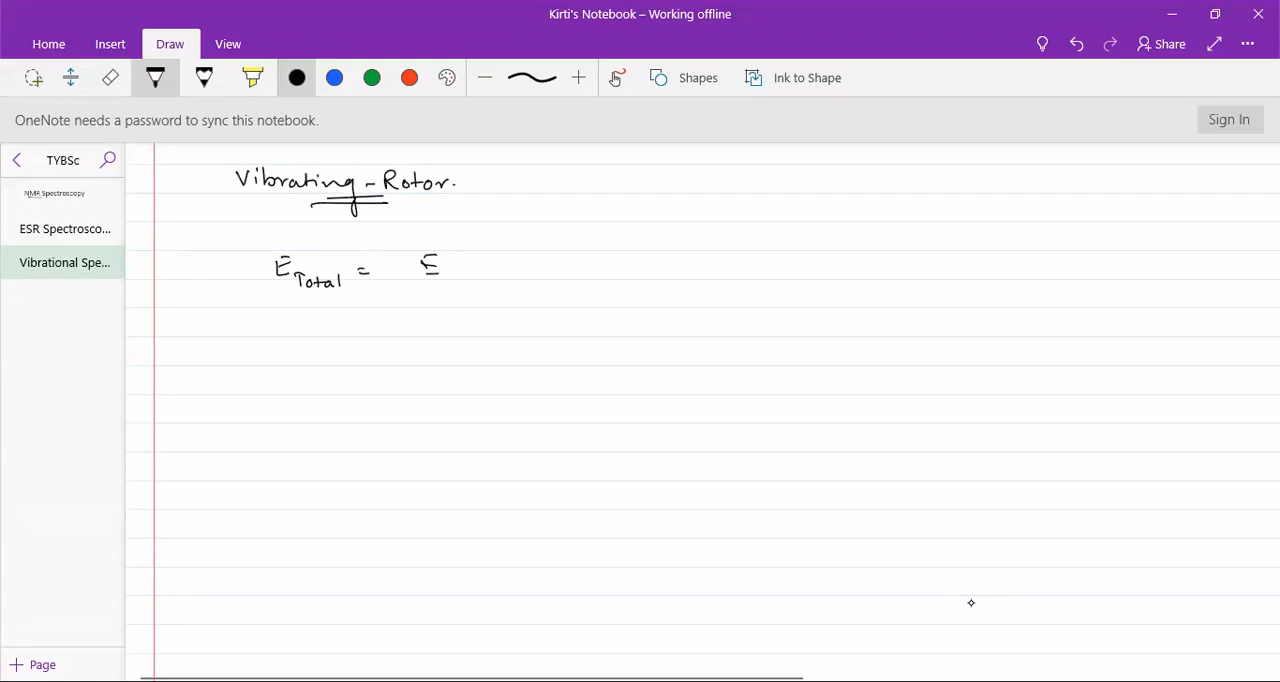 Kirti's Notebook – Working offline
Home Insert Draw View
Share
Shapes Ink to Shape
OneNote needs a password to sync this notebook.
Sign In
TYBSc
NMR Spectroscopy
ESR Spectrosco...
Vibrational Spe...
Page
Vibrating - Rotor.
E Total = E